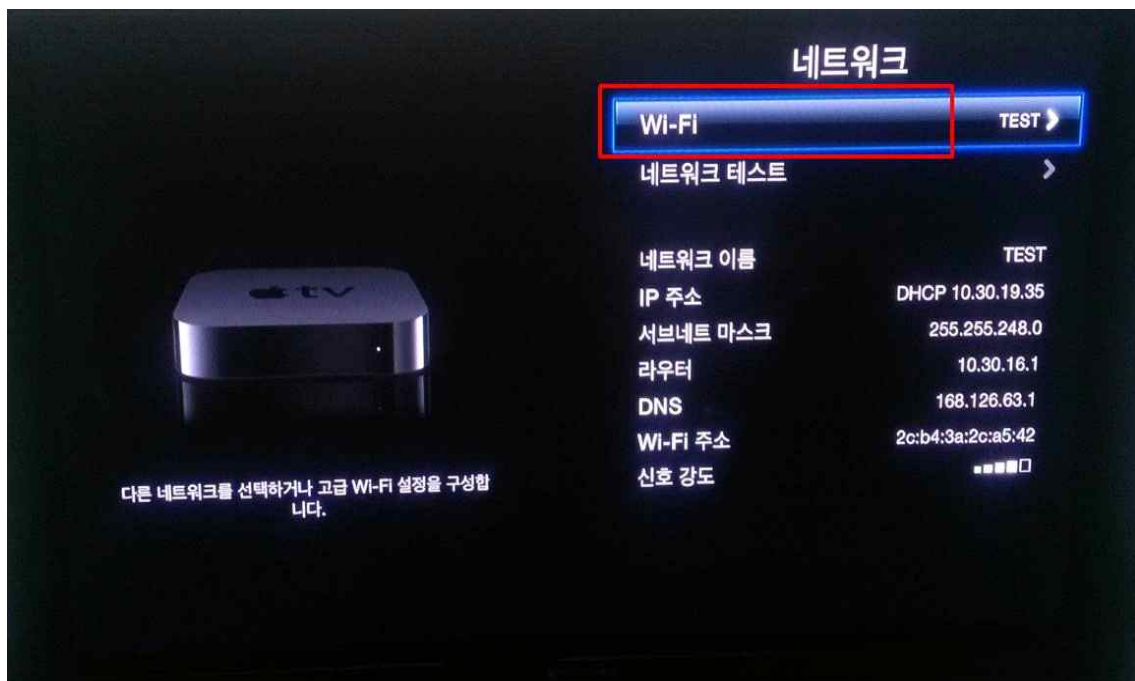 네트워크
Wi-Fi TEST
네트워크 테스트
네트워크 이름 TEST
IP 주소 DHCP 10.30.19.35
서브네트 마스크 255.255.248.0
라우터 10.30.16.1
DNS 168.126.63.1
Wi-Fi 주소 2c:b4:3a:2c:a5:42
신호 강도
tv
다른 네트워크를 선택하거나 고급 Wi-Fi 설정을 구성합
니다.